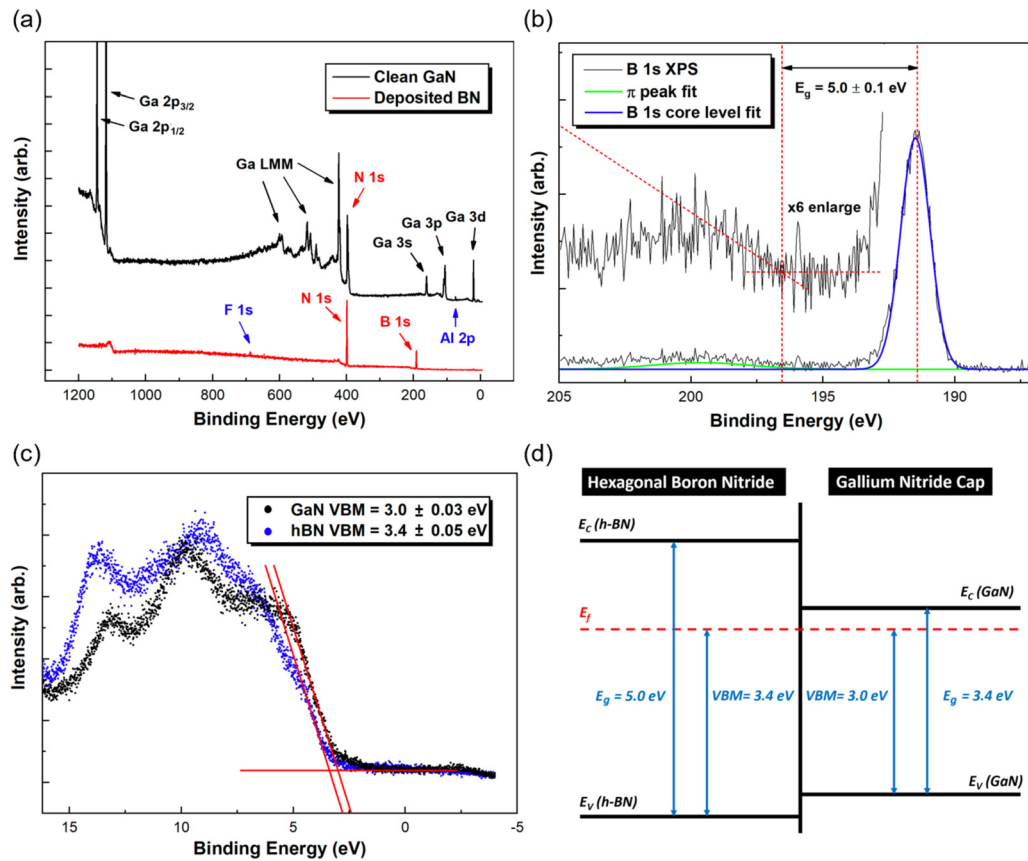 (a)
Clean GaN
Deposited BN
Ga 2p3/2
Ga 2p1/2
Ga LMM
N 1s
Ga 3d
Ga 3p
Ga 3s
N 1s
F 1s
B 1s
Al 2p
Intensity (arb.)
1200 1000 800 600 400 200 0
Binding Energy (eV)
(b)
B 1s XPS
π peak fit
B 1s core level fit
Eg = 5.0 ± 0.1 eV
x6 enlarge
Intensity (arb.)
205 200 195 190
Binding Energy (eV)
(c)
GaN VBM = 3.0 ± 0.03 eV
hBN VBM = 3.4 ± 0.05 eV
Intensity (arb.)
15 10 5 0 -5
Binding Energy (eV)
(d)
Hexagonal Boron Nitride
Gallium Nitride Cap
EC (h-BN)
EC (GaN)
Ef
Eg = 5.0 eV
VBM= 3.4 eV
VBM= 3.0 eV
Eg = 3.4 eV
EV (h-BN)
EV (GaN)